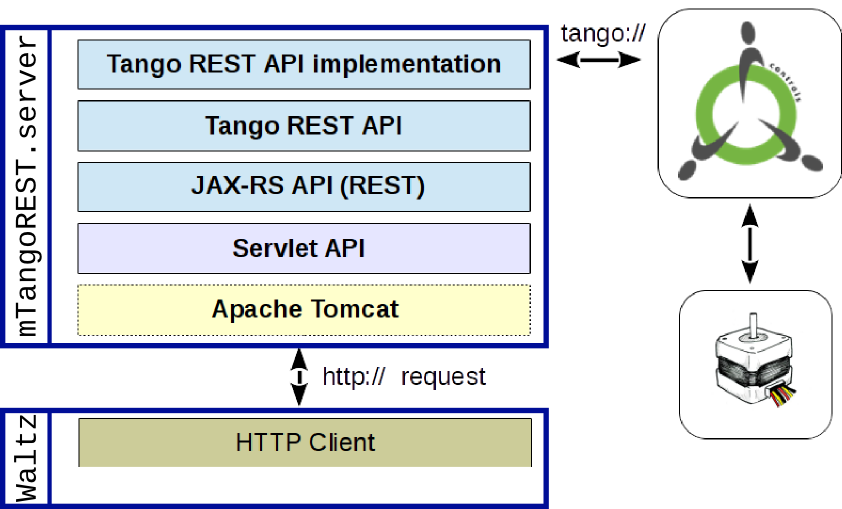 mTangoREST.server
Tango REST API implementation
Tango REST API
JAX-RS API (REST)
Servlet API
Apache Tomcat
tango://
controls
http:// request
Waltz
HTTP Client